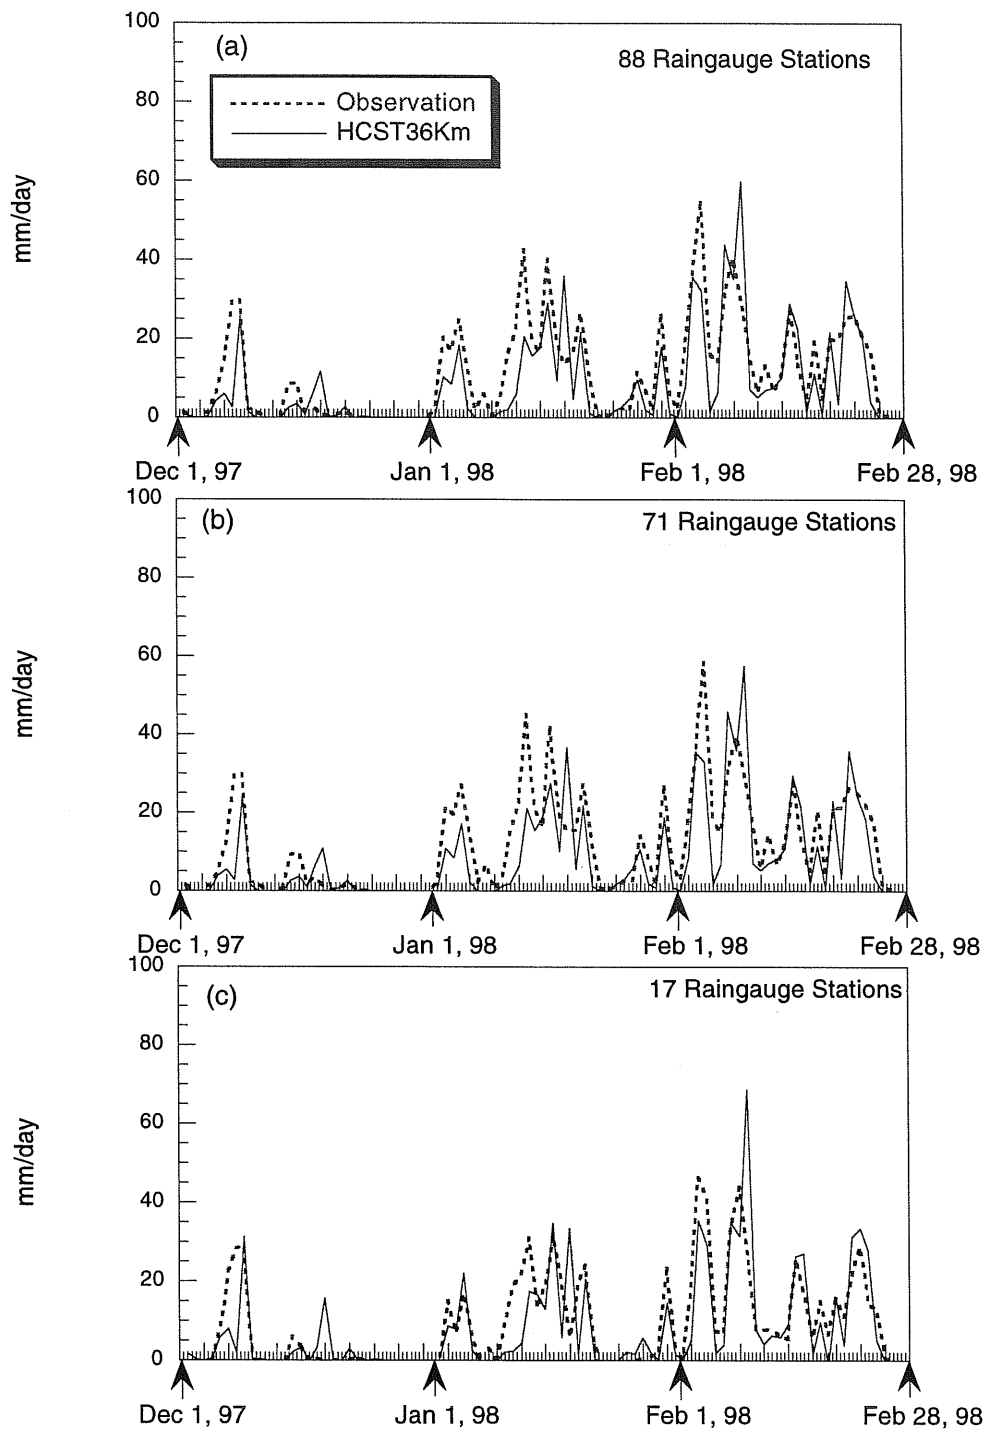 100
(a)
88 Raingauge Stations
80
Observation
HCST36Km
60
mm/day
40
20
0
Dec 1, 97
Jan 1, 98
Feb 1, 98
Feb 28, 98
100
(b)
71 Raingauge Stations
80
60
mm/day
40
20
0
Dec 1, 97
Jan 1, 98
Feb 1, 98
Feb 28, 98
100
(c)
17 Raingauge Stations
80
60
mm/day
40
20
0
Dec 1, 97
Jan 1, 98
Feb 1, 98
Feb 28, 98